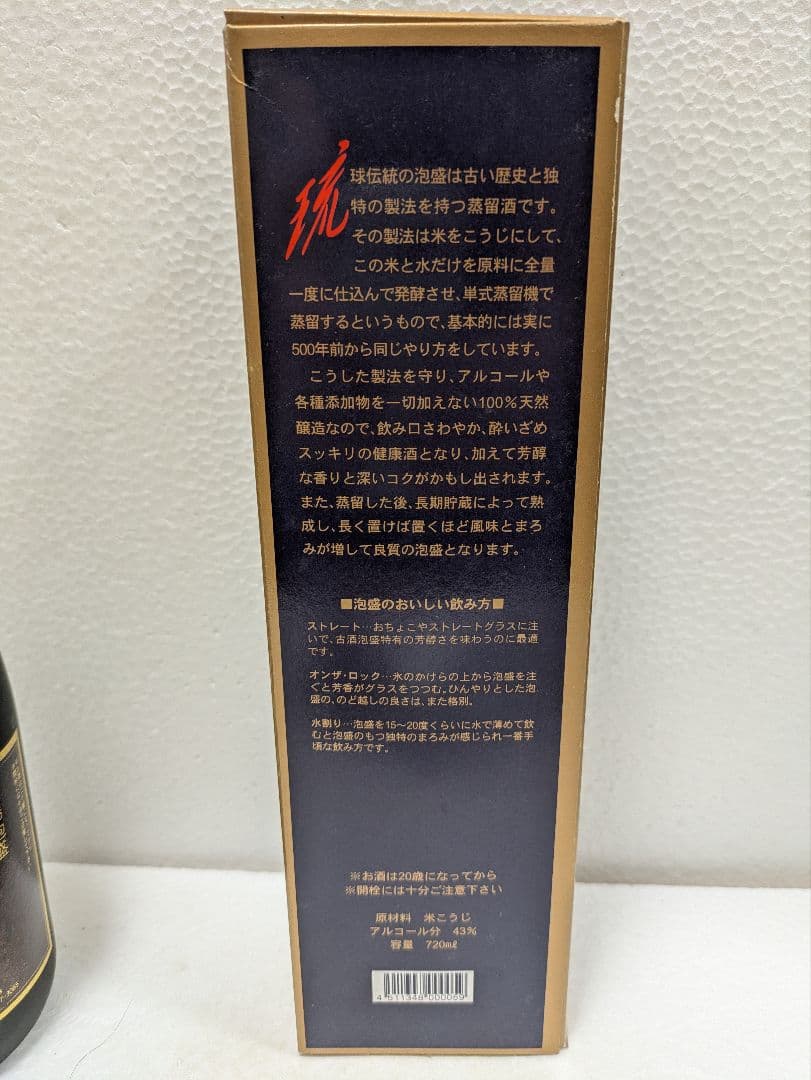 琉球伝統の泡盛は古い歴史と独
特の製法を持つ蒸留酒です。
その製法は米をこうじにして、
この米と水だけを原料に全量
一度に仕込んで発酵させ、単式蒸留機で
蒸留するというもので、基本的には実に
500年前から同じやり方をしています。
こうした製法を守り、アルコールや
各種添加物を一切加えない100%天然
醸造なので、飲み口さわやか、酔いざめ
スッキリの健康酒となり、加えて芳醇
な香りと深いコクがかもし出されます。
また、蒸留した後、長期貯蔵によって熟
成し、長く置けば置くほど風味とまろ
みが増して良質の泡盛となります。
■泡盛のおいしい飲み方■
ストレート…おちょこやストレートグラスに注
いで、古酒泡盛特有の芳醇さを味わうのに最適
です。
オンザ・ロック…氷のかけらの上から泡盛を注
ぐと芳香がグラスをつつむ。ひんやりとした泡
盛の、のど越しの良さは、また格別。
水割り…泡盛を15〜20度くらいに水で薄めて飲
むと泡盛のもつ独特のまろみが感じられ一番手
頃な飲み方です。
※お酒は20歳になってから
※開栓には十分ご注意下さい
原材料 米こうじ
アルコール分 43%
容量 720mℓ
4 511348 000059
泡盛